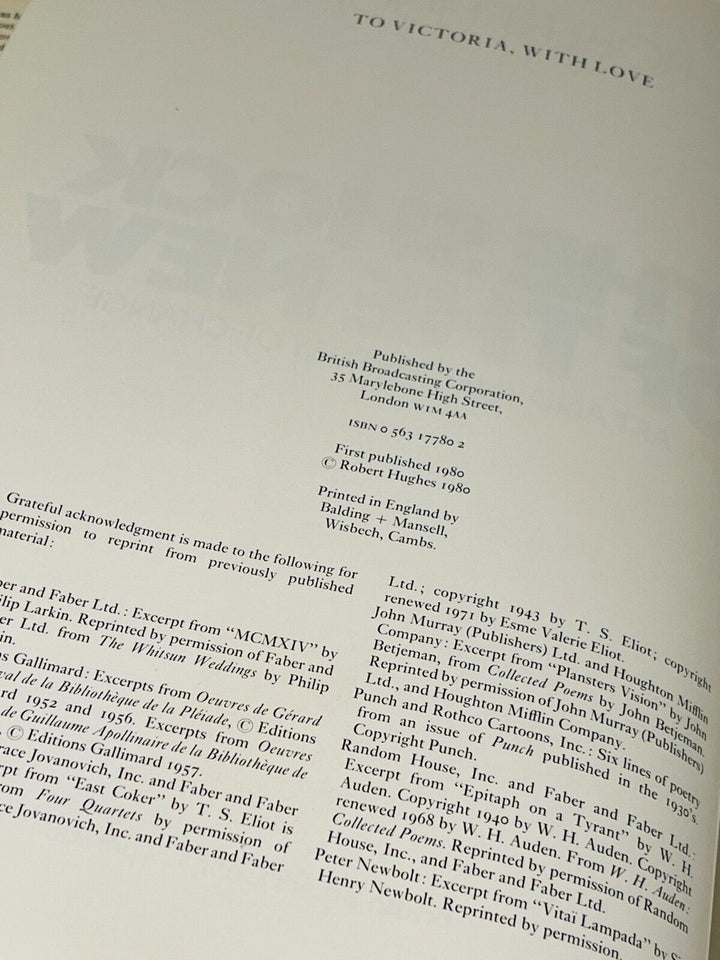 TO VICTORIA, WITH LOVE
Published by the
British Broadcasting Corporation,
35 Marylebone High Street,
London W1M 4AA
ISBN 0 563 17780 2
First published 1980
© Robert Hughes 1980
Printed in England by
Balding + Mansell,
Wisbech, Cambs.
Grateful acknowledgment is made to the following for
permission to reprint from previously published
material:
ber and Faber Ltd.: Excerpt from “MCMXIV” by
ilip Larkin. Reprinted by permission of Faber and
er Ltd. from The Whitsun Weddings by Philip
in.
ns Gallimard: Excerpts from Oeuvres de Gérard
val de la Bibliothèque de la Pléiade, © Editions
ard 1952 and 1956. Excerpts from Oeuvres
de Guillaume Apollinaire de la Bibliothèque de
, © Editions Gallimard 1957.
race Jovanovich, Inc. and Faber and Faber
rpt from “East Coker” by T. S. Eliot is
rom Four Quartets by permission of
ce Jovanovich, Inc. and Faber and Faber
Ltd.; copyright 1943 by T. S. Eliot; copyright
renewed 1971 by Esme Valerie Eliot.
John Murray (Publishers) Ltd. and Houghton Mifflin
Company: Excerpt from “Plansters Vision” by John
Betjeman, from Collected Poems by John Betjeman.
Reprinted by permission of John Murray (Publishers)
Ltd., and Houghton Mifflin Company.
Punch and Rothco Cartoons, Inc.: Six lines of poetry
from an issue of Punch published in the 1930's.
Copyright Punch.
Random House, Inc. and Faber and Faber Ltd.:
Excerpt from “Epitaph on a Tyrant” by W. H.
Auden. Copyright 1940 by W. H. Auden. Copyright
renewed 1968 by W. H. Auden. From W. H. Auden:
Collected Poems. Reprinted by permission of Random
House, Inc., and Faber and Faber Ltd.
Peter Newbolt: Excerpt from “Vitaï Lampada” by S
Henry Newbolt. Reprinted by permission.